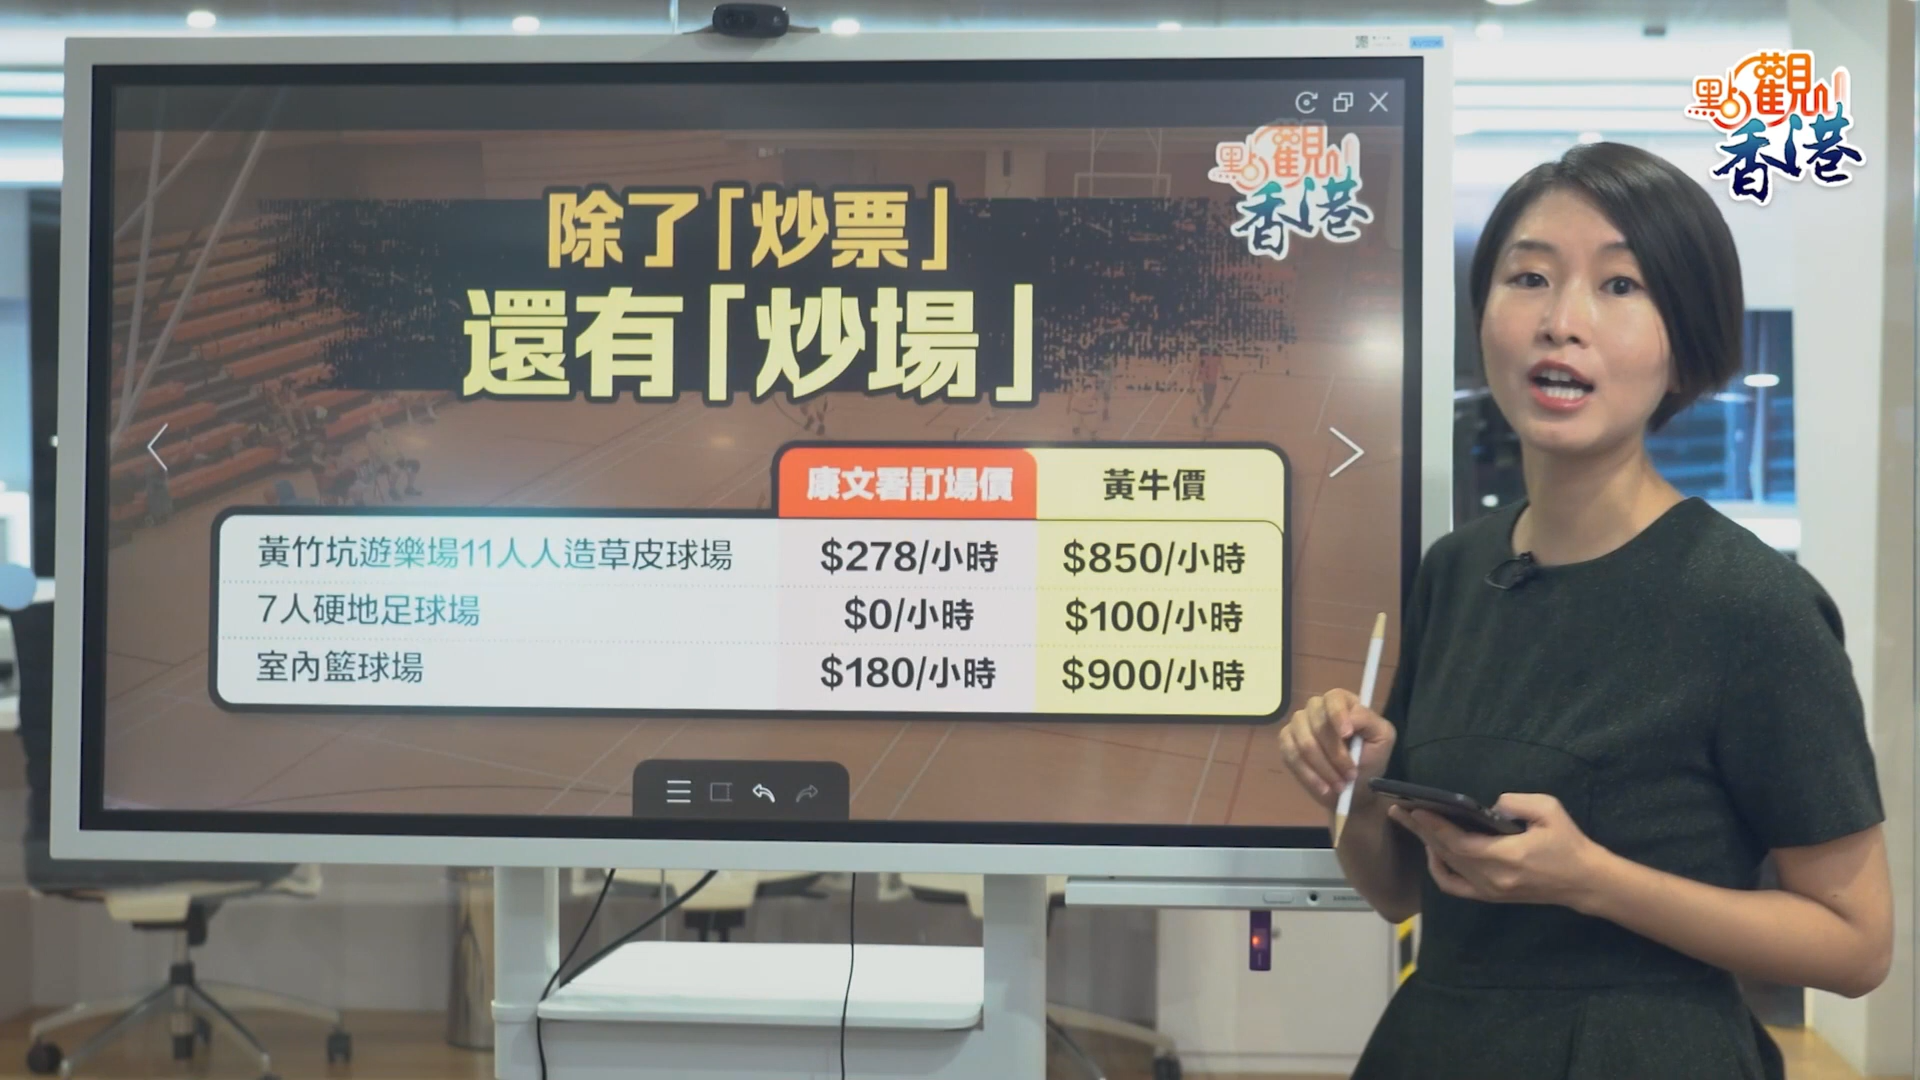 點觀
香港
點觀
香港
除了「炒票」
還有「炒場」
康文署訂場價 黃牛價
黃竹坑遊樂場11人人造草皮球場 $278/小時 $850/小時
7人硬地足球場 $0/小時 $100/小時
室內籃球場 $180/小時 $900/小時